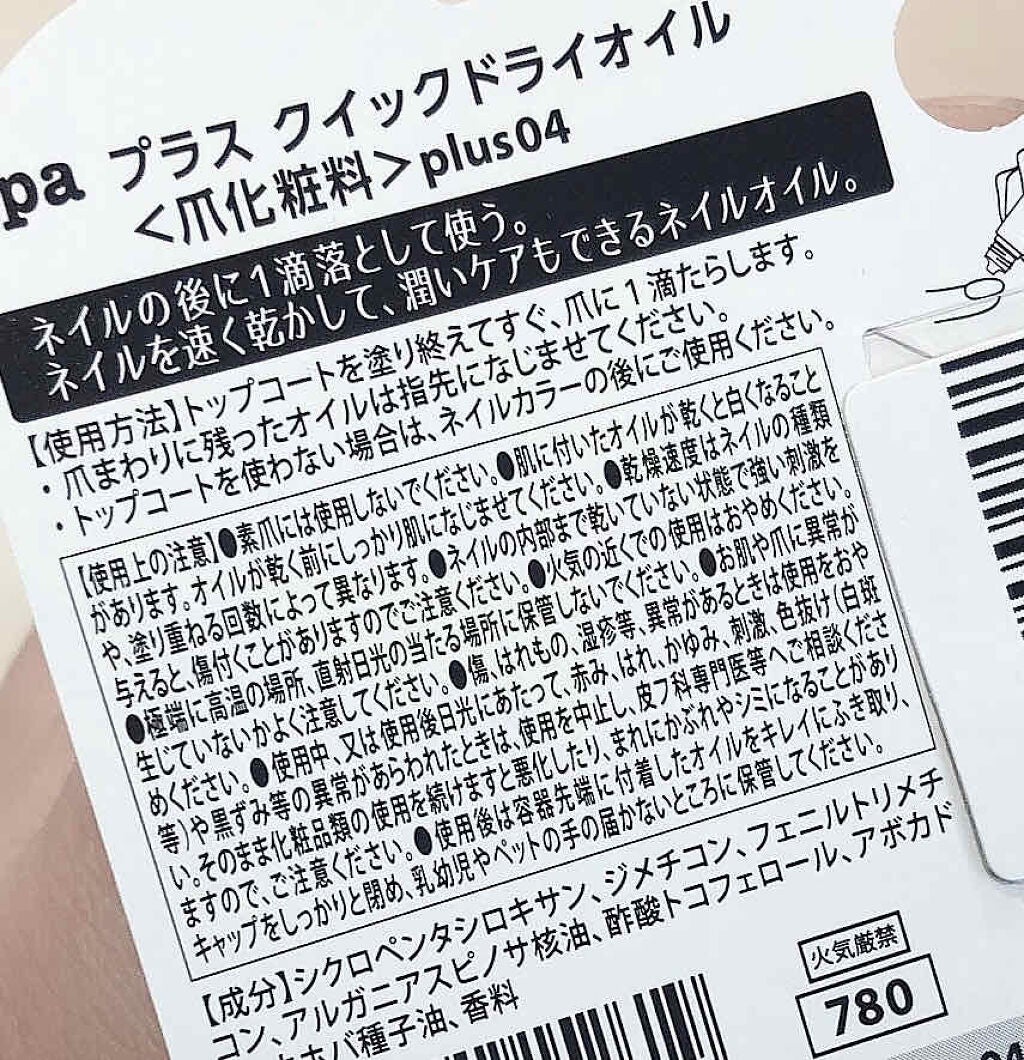 pa プラス クイックドライオイル
<爪化粧料>plus04
ネイルの後に1滴落として使う。
ネイルを速く乾かして、潤いケアもできるネイルオイル。
【使用方法】トップコートを塗り終えてすぐ、爪に1滴たらします。
・爪まわりに残ったオイルは指先になじませてください。
・トップコートを使わない場合は、ネイルカラーの後にご使用ください。
【使用上の注意】●素爪には使用しないでください。●肌に付いたオイルが乾くと白くなること
があります。オイルが乾く前にしっかり肌になじませてください。●乾燥速度はネイルの種類
や、塗り重ねる回数によって異なります。●ネイルの内部まで乾いていない状態で強い刺激を
与えると、傷付くことがありますのでご注意ください。●火気の近くでの使用はおやめください。
●極端に高温の場所、直射日光の当たる場所に保管しないでください。●お肌や爪に異常が
生じていないかよく注意してください。●傷、はれもの、湿疹等、異常があるときは使用をおや
めください。●使用中、又は使用後日光にあたって、赤み、はれ、かゆみ、刺激、色抜け(白斑
等)や黒ずみ等の異常があらわれたときは、使用を中止し、皮フ科専門医等へご相談くださ
い。そのまま化粧品類の使用を続けますと悪化したり、まれにかぶれやシミになることがあり
ますので、ご注意ください。●使用後は容器先端に付着したオイルをキレイにふき取り、
キャップをしっかりと閉め、乳幼児やペットの手の届かないところに保管してください。
【成分】シクロペンタシロキサン、ジメチコン、フェニルトリメチ
コン、アルガニアスピノサ核油、酢酸トコフェロール、アボカド
ホホバ種子油、香料
火気厳禁
780